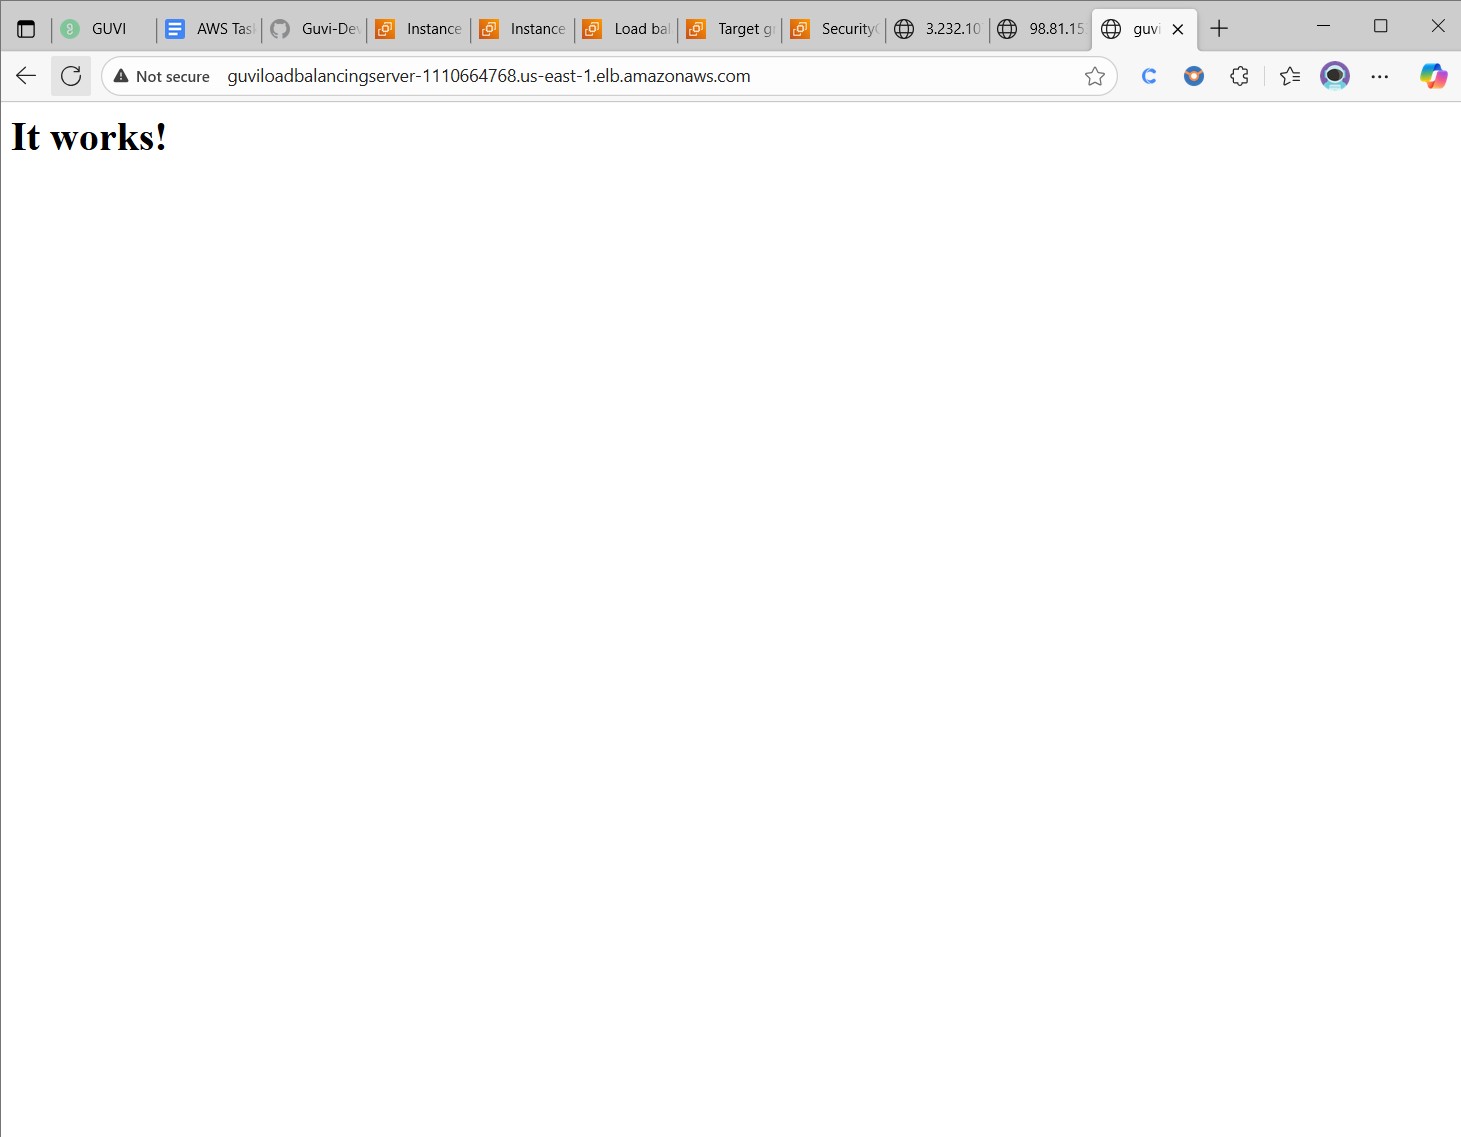 GUVI
AWS Tas
Guvi-De
Instance
Instance
Load bal
Target g
Security
3.232.10
98.81.15
guvi
Not secure
guviloadbalancingserver-1110664768.us-east-1.elb.amazonaws.com
It works!